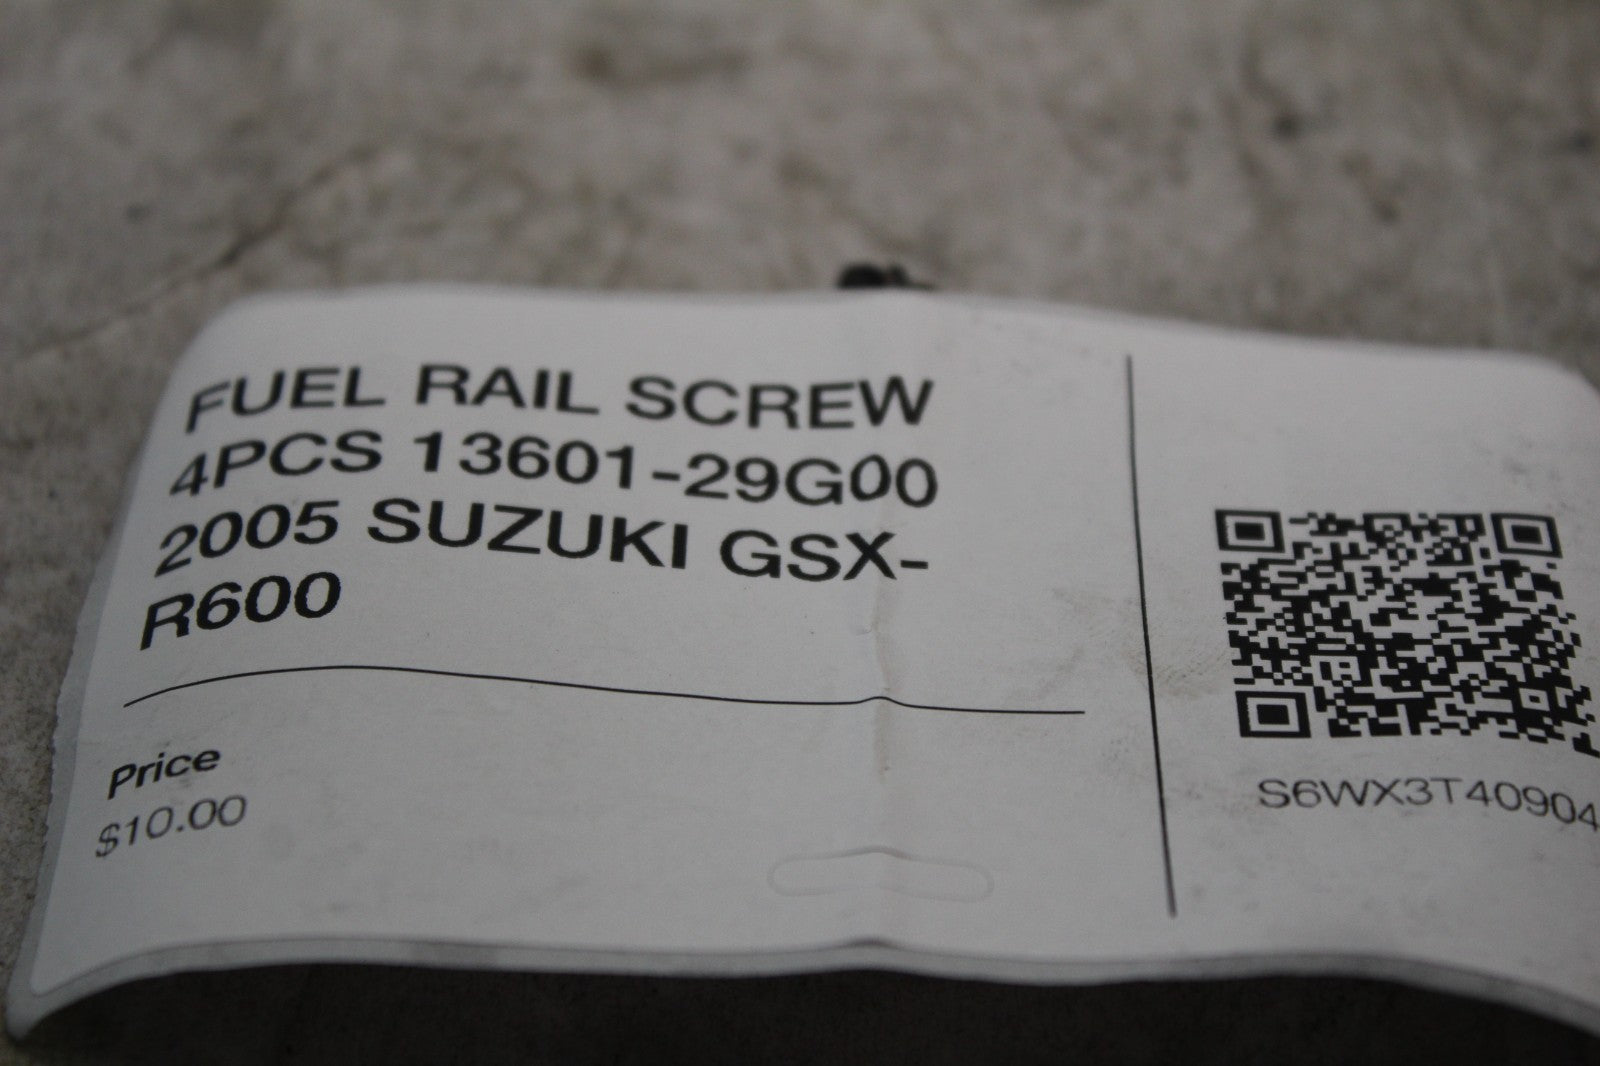 FUEL RAIL SCREW
4PCS 13601-29G00
2005 SUZUKI GSX-
R600
Price
$10.00
S6WX3T40904